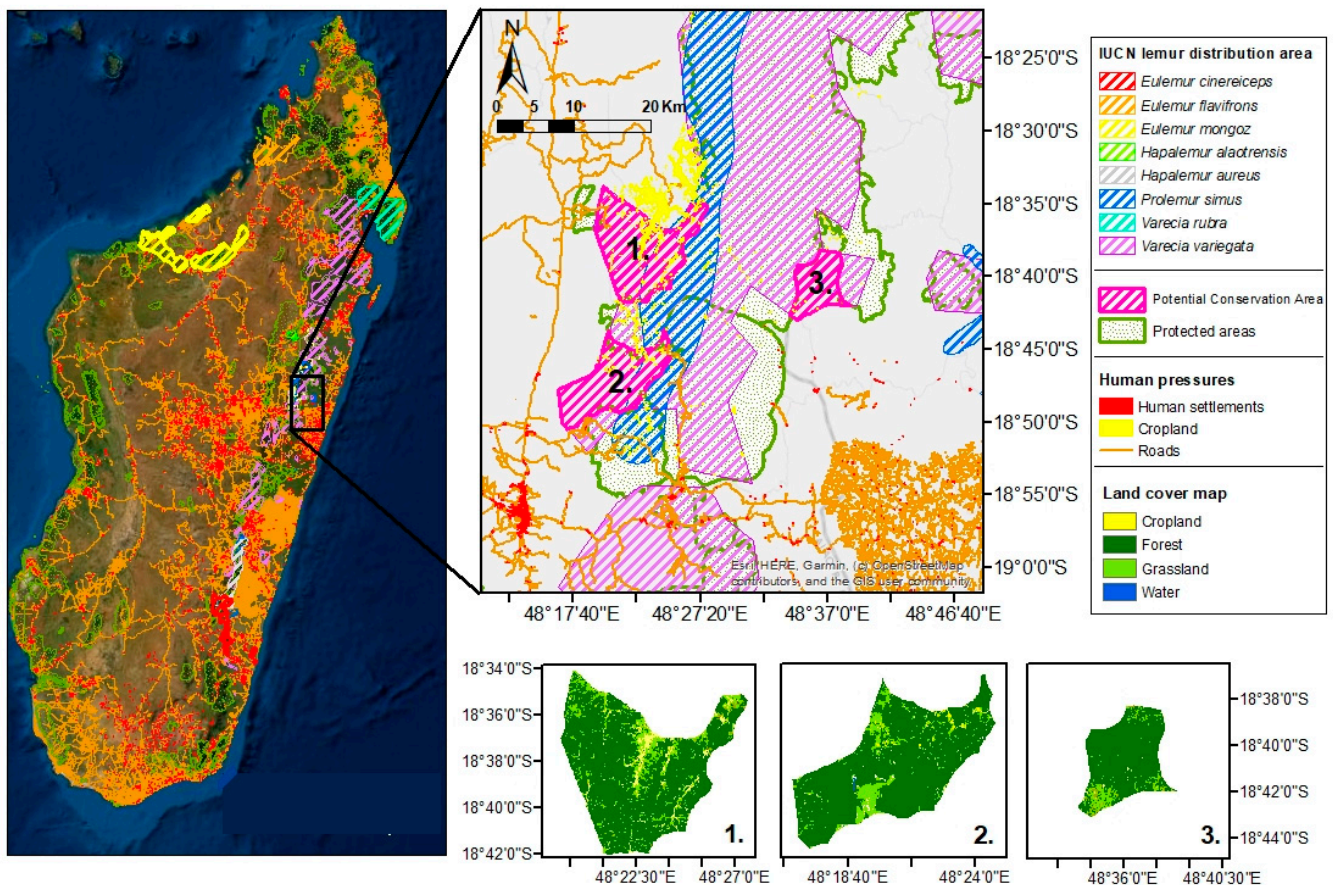 N
0 5 10 20 Km
1.
2.
3.
Esri, HERE, Garmin, (c) OpenStreetMap
contributors, and the GIS user community
18°25'0"S
18°30'0"S
18°35'0"S
18°40'0"S
18°45'0"S
18°50'0"S
18°55'0"S
19°0'0"S
48°17'40"E 48°27'20"E 48°37'0"E 48°46'40"E
IUCN lemur distribution area
Eulemur cinereiceps
Eulemur flavifrons
Eulemur mongoz
Hapalemur alaotrensis
Hapalemur aureus
Prolemur simus
Varecia rubra
Varecia variegata
Potential Conservation Area
Protected areas
Human pressures
Human settlements
Cropland
Roads
Land cover map
Cropland
Forest
Grassland
Water
18°34'0"S
18°36'0"S
18°38'0"S
18°40'0"S
18°42'0"S
1.
48°22'30"E 48°27'0"E
2.
48°18'40"E 48°24'0"E
3.
48°36'0"E 48°40'30"E
18°38'0"S
18°40'0"S
18°42'0"S
18°44'0"S